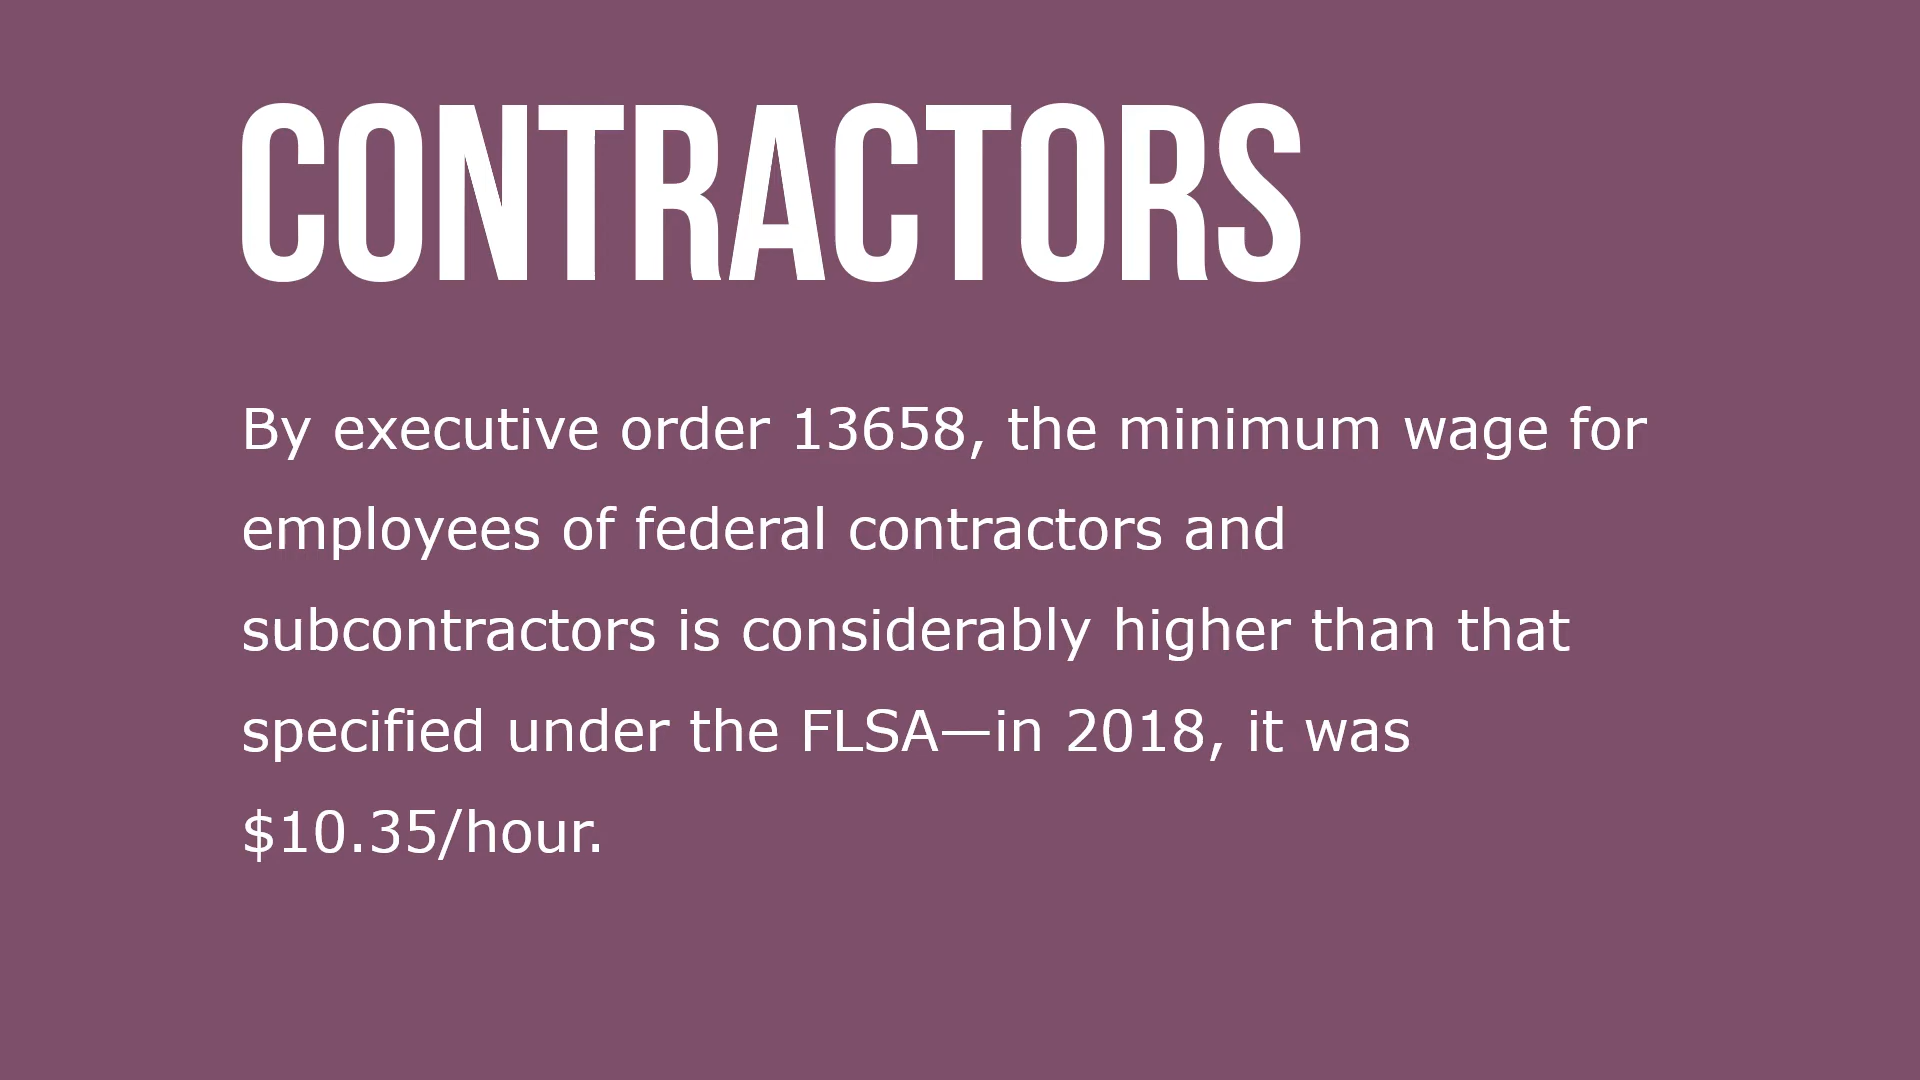 CONTRACTORS
By executive order 13658, the minimum wage for
employees of federal contractors and
subcontractors is considerably higher than that
specified under the FLSA—in 2018, it was
$10.35/hour.